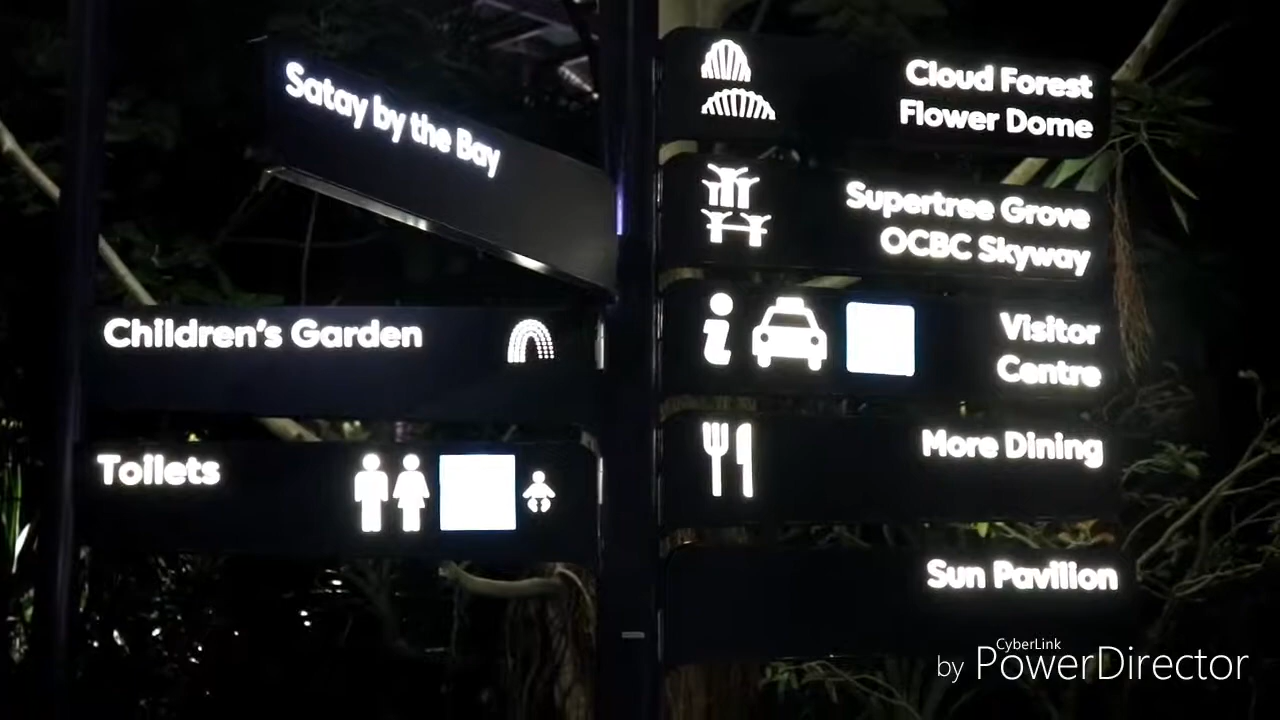 Satay by the Bay
Children's Garden
Toilets
Cloud Forest
Flower Dome
Supertree Grove
OCBC Skyway
Visitor
Centre
More Dining
Sun Pavilion
CyberLink
by PowerDirector